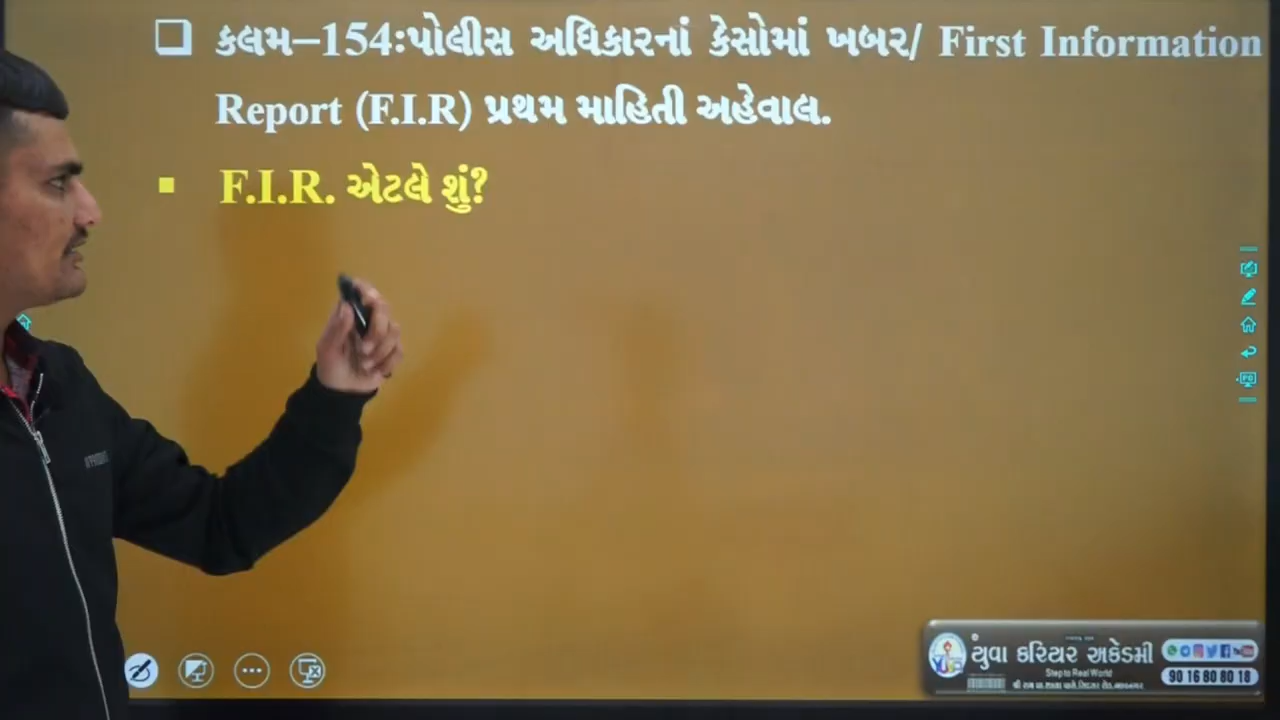 કલમ–154:પોલીસ અધિકારનાં કેસોમાં ખબર/ First Information
Report (F.I.R) પ્રથમ માહિતી અહેવાલ.
F.I.R. એટલે શું?
યુવા કરિયર અકેડમી
Step to Real World
90 16 80 80 18